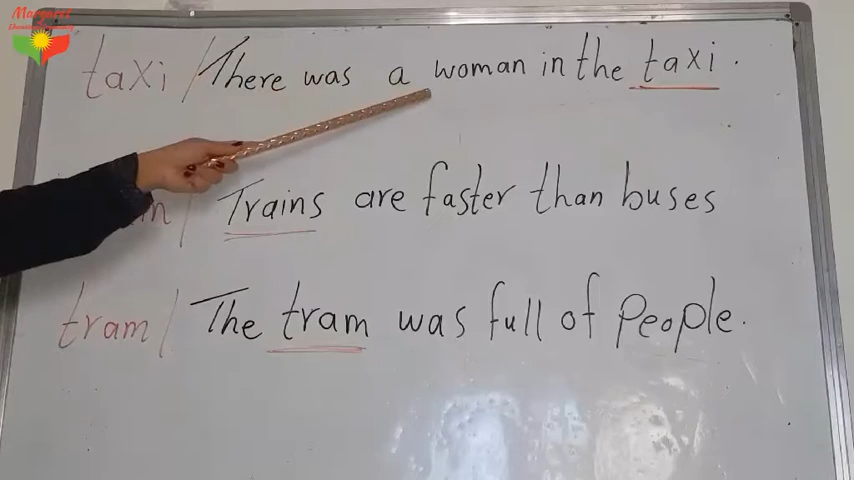 Margaret
taxi / There was a woman in the taxi.
Trains are faster than buses
tram / The tram was full of people.